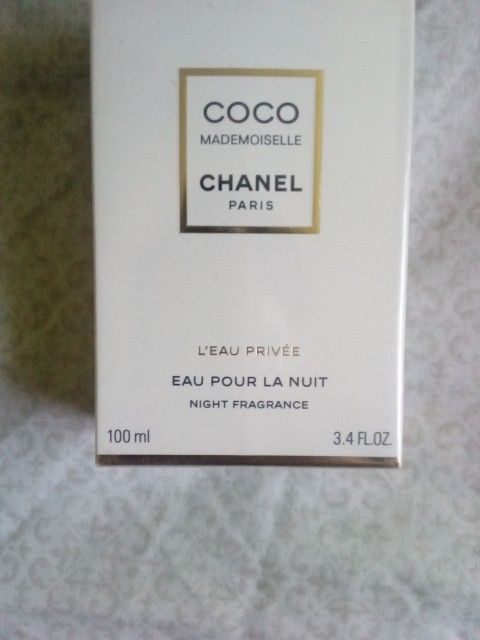 COCO
MADEMOISELLE
CHANEL
PARIS
L'EAU PRIVÉE
EAU POUR LA NUIT
NIGHT FRAGRANCE
100 ml 3.4 FL.OZ.